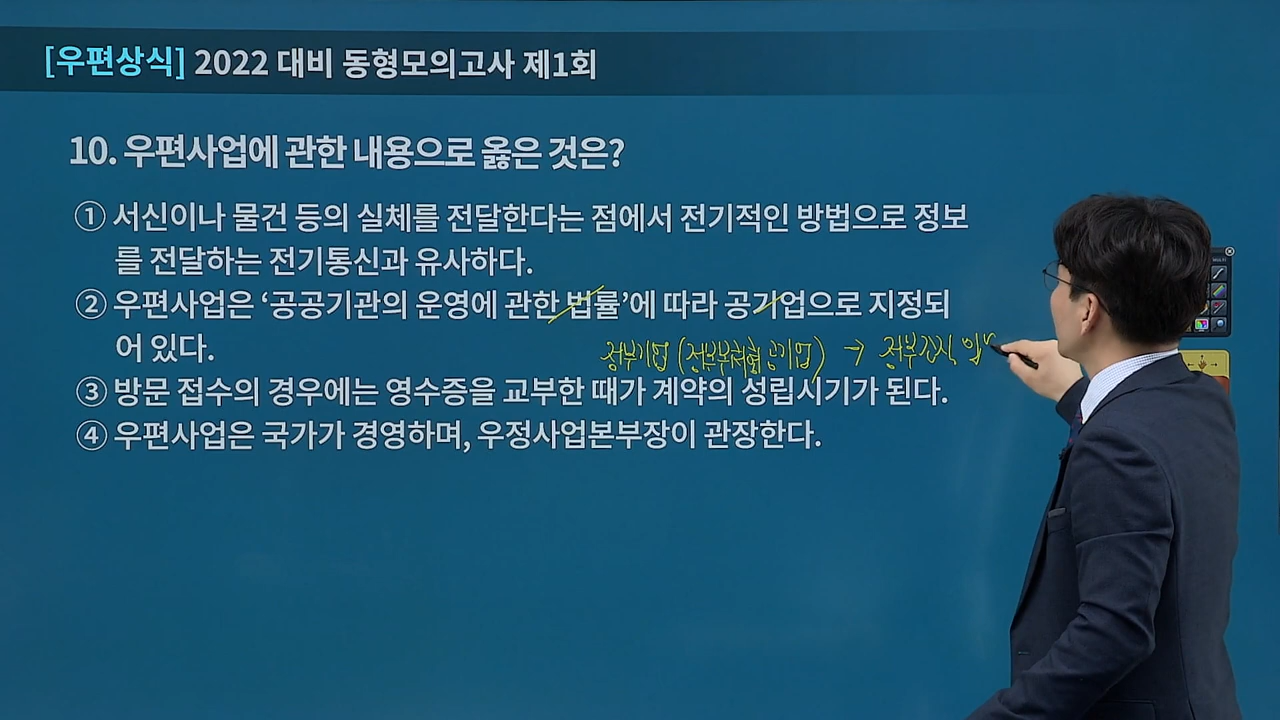 [우편상식] 2022 대비 동형모의고사 제1회
10. 우편사업에 관한 내용으로 옳은 것은?
① 서신이나 물건 등의 실체를 전달한다는 점에서 전기적인 방법으로 정보
를 전달하는 전기통신과 유사하다.
② 우편사업은 ‘공공기관의 운영에 관한 법률’에 따라 공기업으로 지정되
어 있다.
정부기업 (정부부처형 공기업) → 정부조직
③ 방문 접수의 경우에는 영수증을 교부한 때가 계약의 성립시기가 된다.
④ 우편사업은 국가가 경영하며, 우정사업본부장이 관장한다.